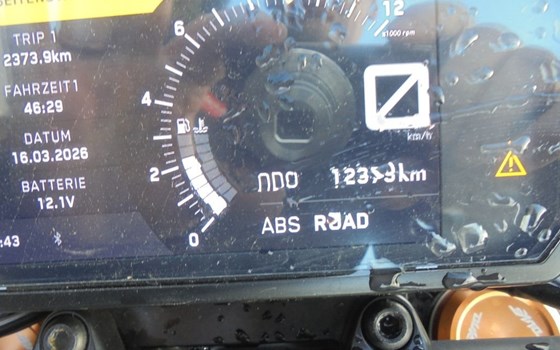 TRIP 1
2373,9km
FAHRZEIT1
46:29
DATUM
16.03.2026
BATTERIE
12.1V
:43
0
2
4
6
12
x1000 rpm
km/h
ODO
km
ABS ROAD